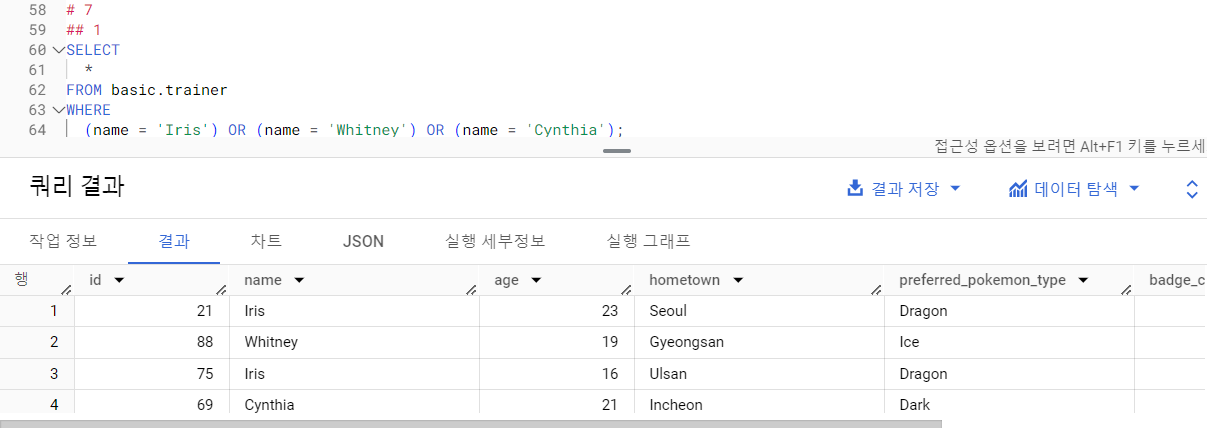 58 # 7
59 ## 1
60 SELECT
61 *
62 FROM basic.trainer
63 WHERE
64 (name = 'Iris') OR (name = 'Whitney') OR (name = 'Cynthia');
접근성 옵션을 보려면 Alt+F1 키를 누르세
쿼리 결과 결과 저장 데이터 탐색
작업 정보 결과 차트 JSON 실행 세부정보 실행 그래프
행 id name age hometown preferred_pokemon_type badge_c
1 21 Iris 23 Seoul Dragon
2 88 Whitney 19 Gyeongsan Ice
3 75 Iris 16 Ulsan Dragon
4 69 Cynthia 21 Incheon Dark